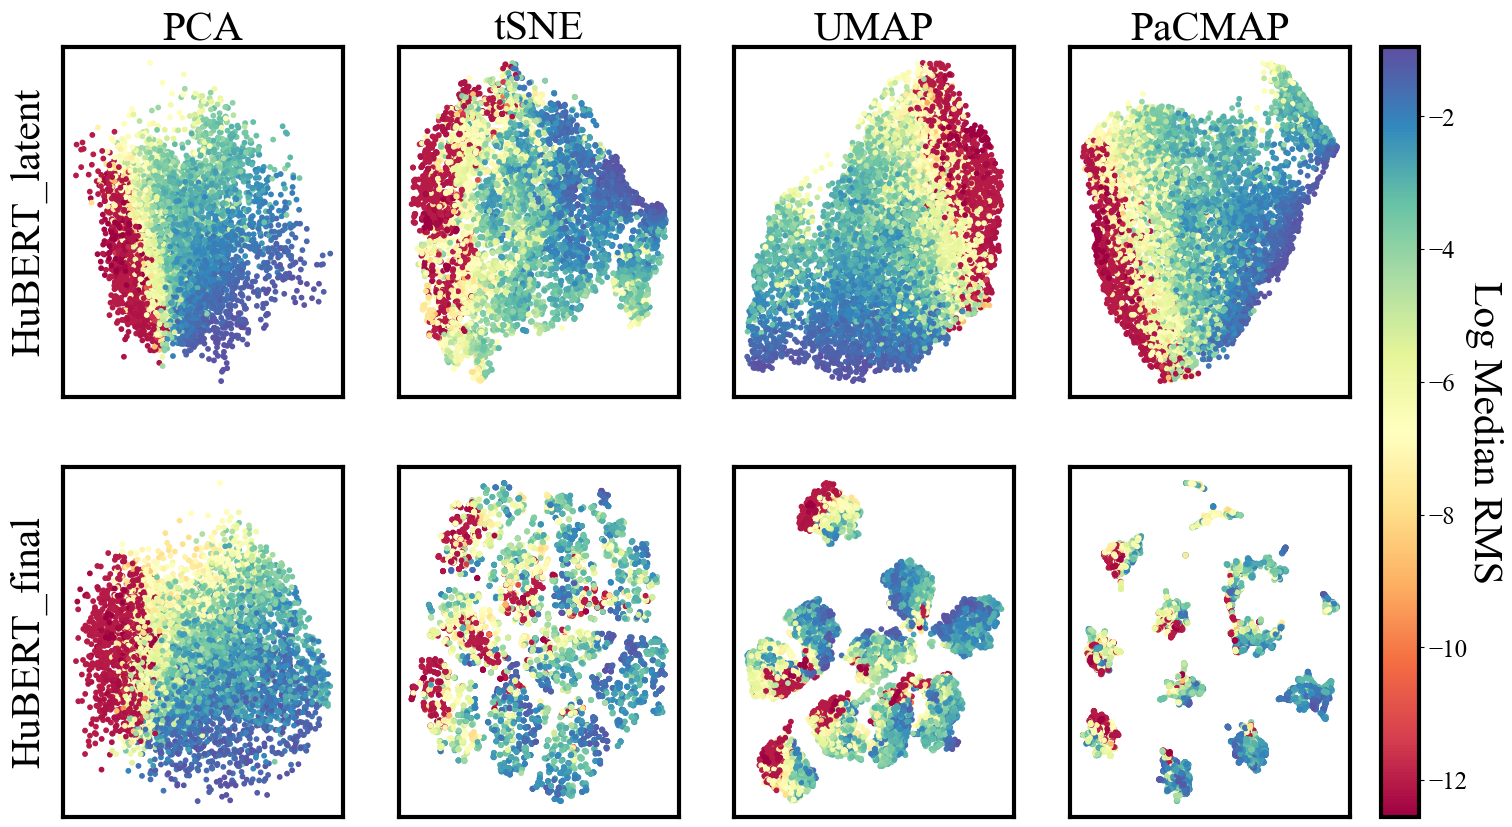 PCA
tSNE
UMAP
PaCMAP
HuBERT_latent
HuBERT_final
−2
−4
−6
−8
−10
−12
Log Median RMS